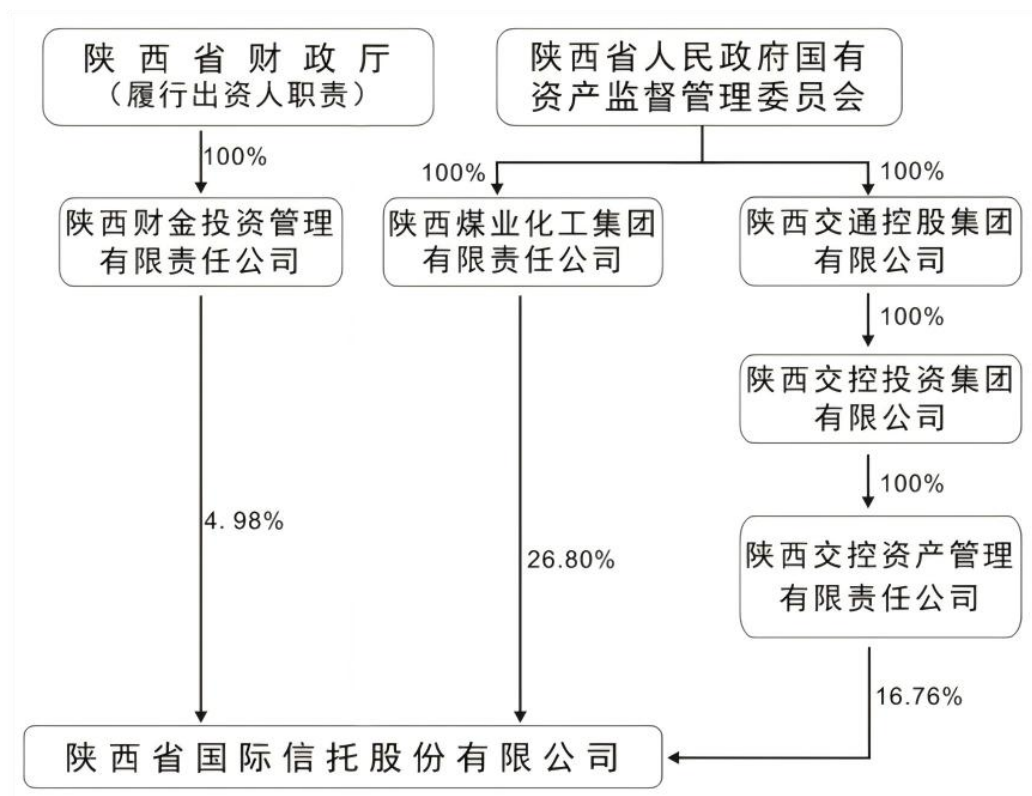 陕西省财政厅
（履行出资人职责）
陕西省人民政府国有
资产监督管理委员会
100%
100%
100%
陕西财金投资管理
有限责任公司
陕西煤业化工集团
有限责任公司
陕西交通控股集团
有限公司
100%
陕西交控投资集团
有限公司
100%
4.98%
26.80%
陕西交控资产管理
有限责任公司
16.76%
陕西省国际信托股份有限公司